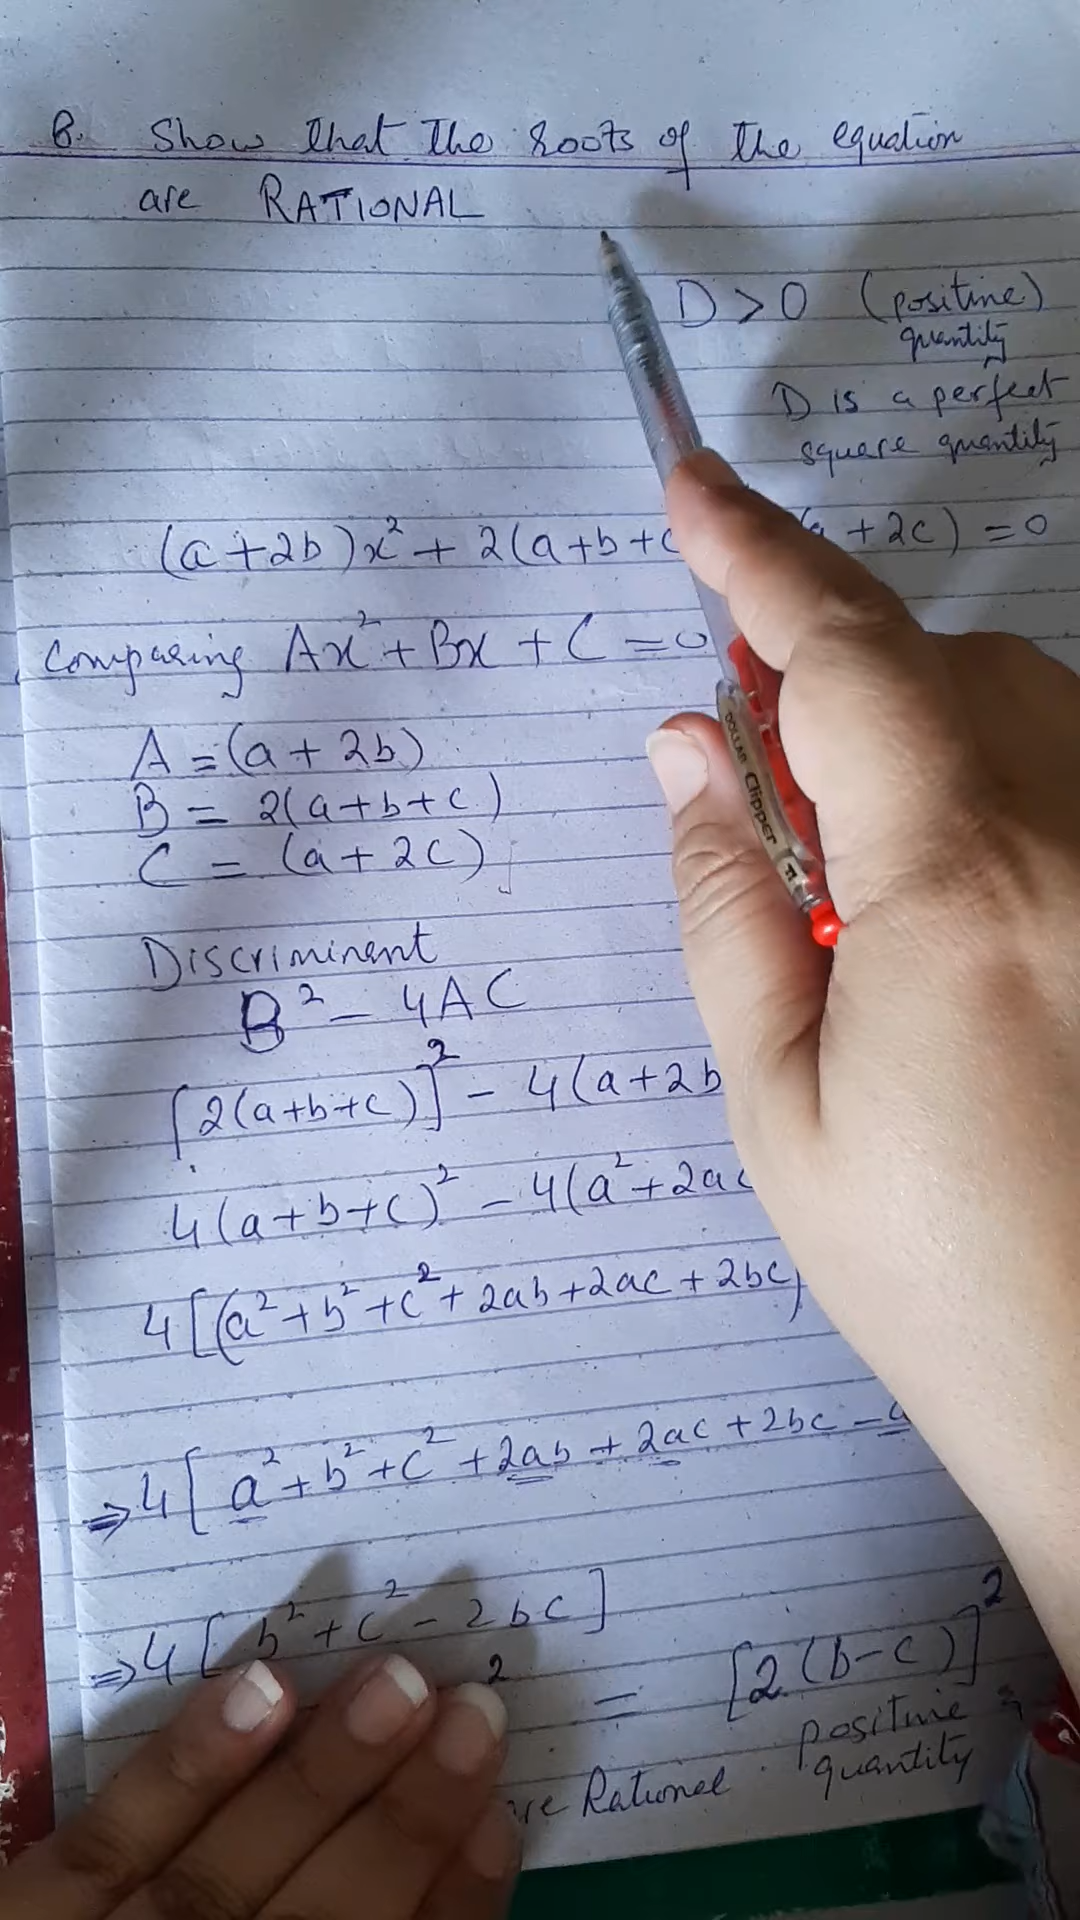 8. Show that the roots of the equation
are RATIONAL
D > 0 (positive)
quantity
D is a perfect
square quantity
(a + 2b)x² + 2(a + b + c + 2c) = 0
Comparing Ax² + Bx + C = 0
A = (a + 2b)
B = 2(a + b + c)
C = (a + 2c)
Discriminent
B² - 4AC
[2(a+b+c)]² - 4(a + 2b
4(a+b+c)² - 4(a² + 2ac
4[(a² + b² + c² + 2ab + 2ac + 2bc)
⇒ 4[a² + b² + c² + 2ab + 2ac + 2bc -
⇒ 4[b² + c² - 2bc]
2 = [2(b-c)]²
positive
are Rational. quantity
DOLLAR Clipper